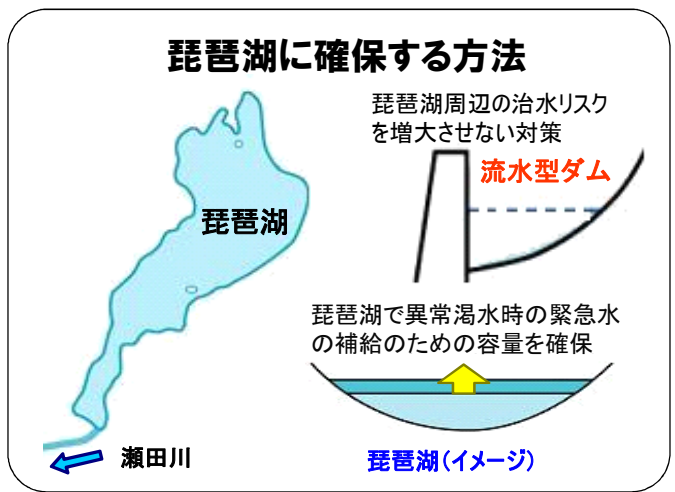 琵琶湖に確保する方法
琵琶湖周辺の治水リスク
を増大させない対策
流水型ダム
琵琶湖
琵琶湖で異常渇水時の緊急水
の補給のための容量を確保
瀬田川
琵琶湖(イメージ)